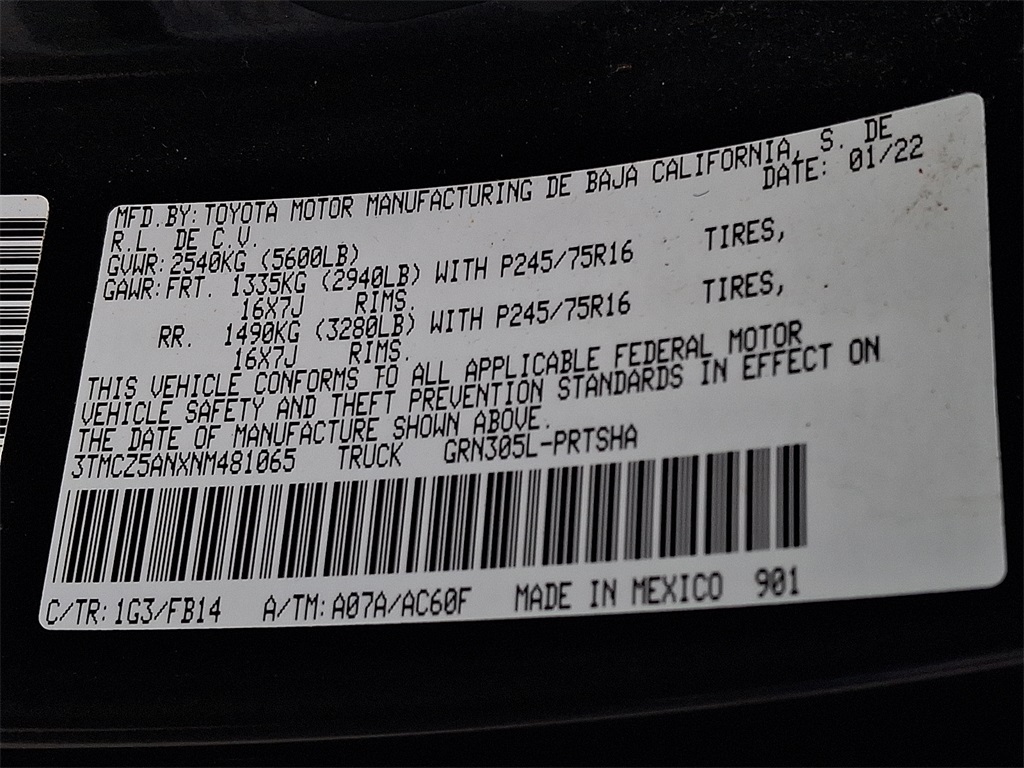 MFD.BY:TOYOTA MOTOR MANUFACTURING DE BAJA CALIFORNIA, S. DE
R.L. DE C.V. DATE: 01/22
GVWR:2540KG (5600LB)
GAWR:FRT. 1335KG (2940LB) WITH P245/75R16 TIRES,
16X7J RIMS.
RR. 1490KG (3280LB) WITH P245/75R16 TIRES,
16X7J RIMS.
THIS VEHICLE CONFORMS TO ALL APPLICABLE FEDERAL MOTOR
VEHICLE SAFETY AND THEFT PREVENTION STANDARDS IN EFFECT ON
THE DATE OF MANUFACTURE SHOWN ABOVE.
3TMCZ5ANXNM481065 TRUCK GRN305L-PRTSHA
C/TR:1G3/FB14 A/TM:A07A/AC60F MADE IN MEXICO 901